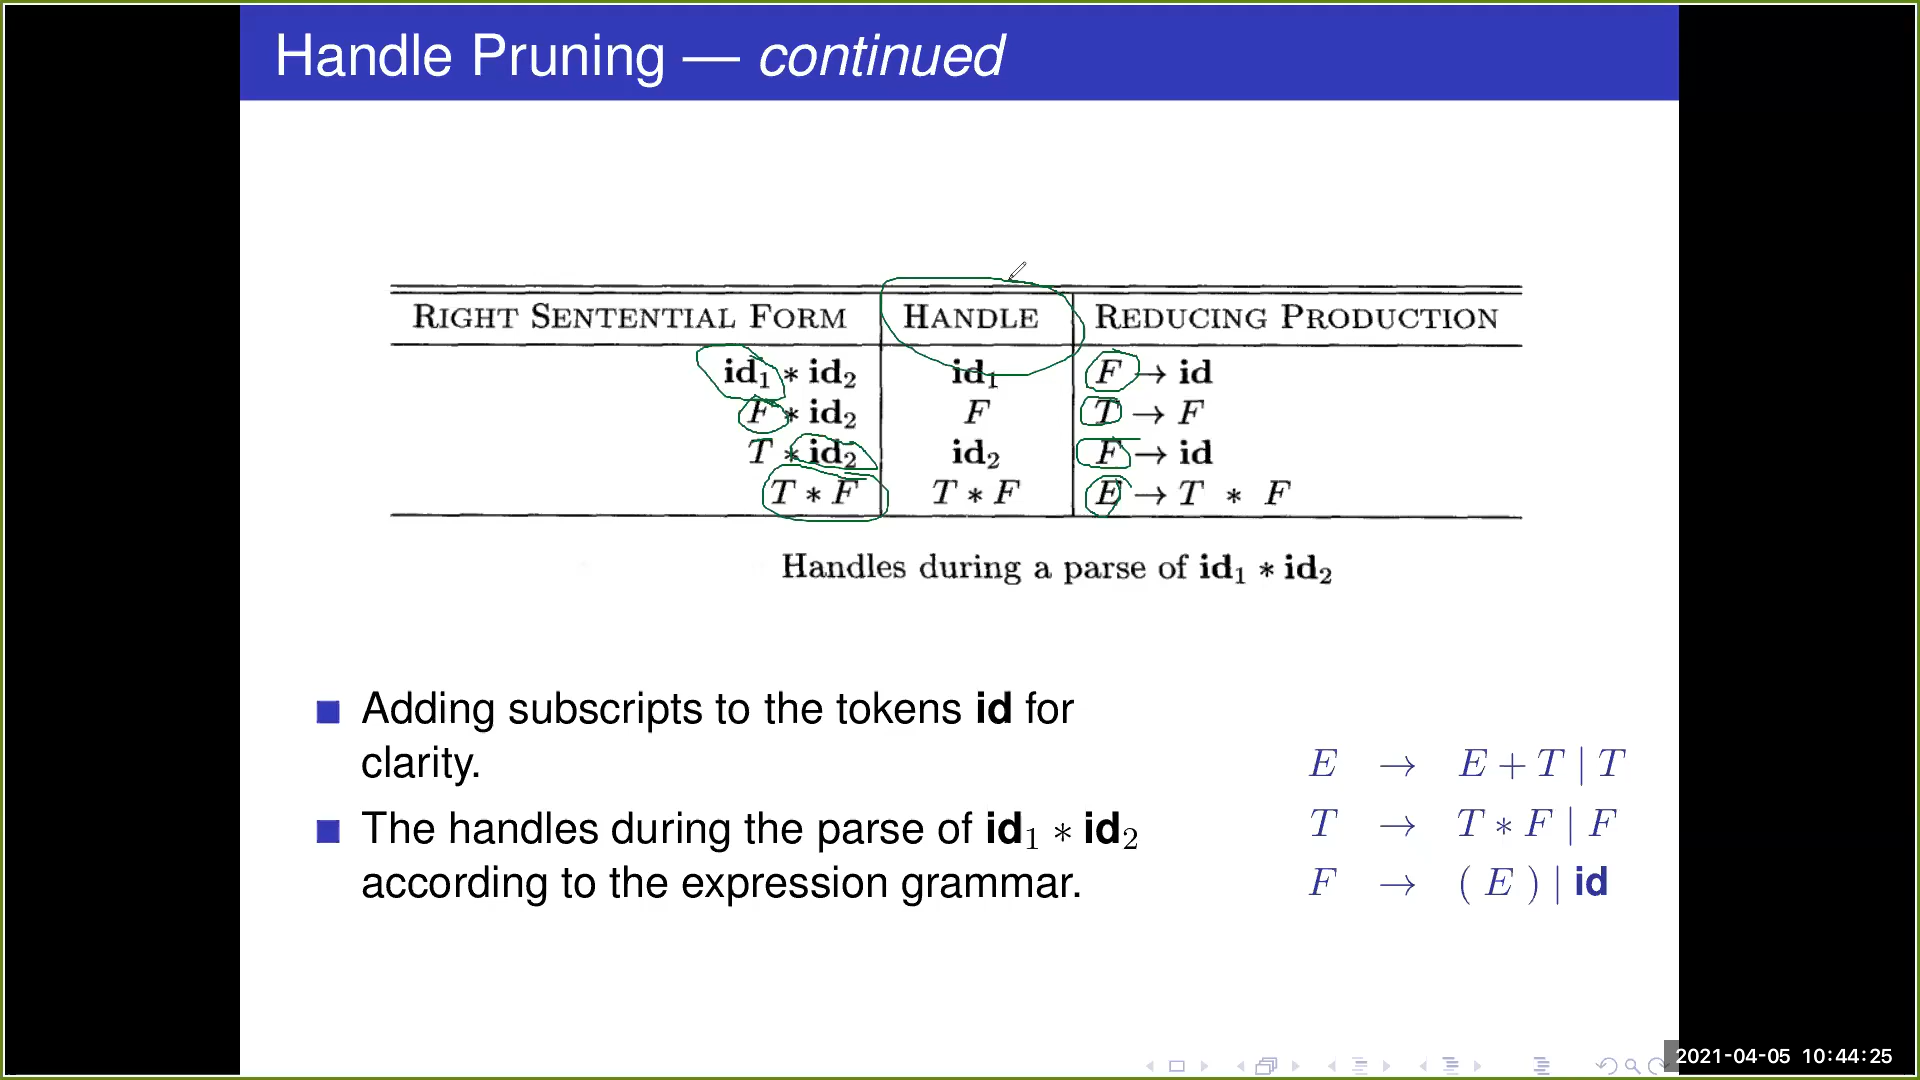 Handle Pruning — continued
RIGHT SENTENTIAL FORM HANDLE REDUCING PRODUCTION
id₁ * id₂ id₁ F → id
F * id₂ F T → F
T * id₂ id₂ F → id
T * F T * F E → T * F
Handles during a parse of id₁ * id₂
Adding subscripts to the tokens id for
clarity.
The handles during the parse of id₁ * id₂
according to the expression grammar.
E → E + T | T
T → T * F | F
F → ( E ) | id
2021-04-05 10:44:25